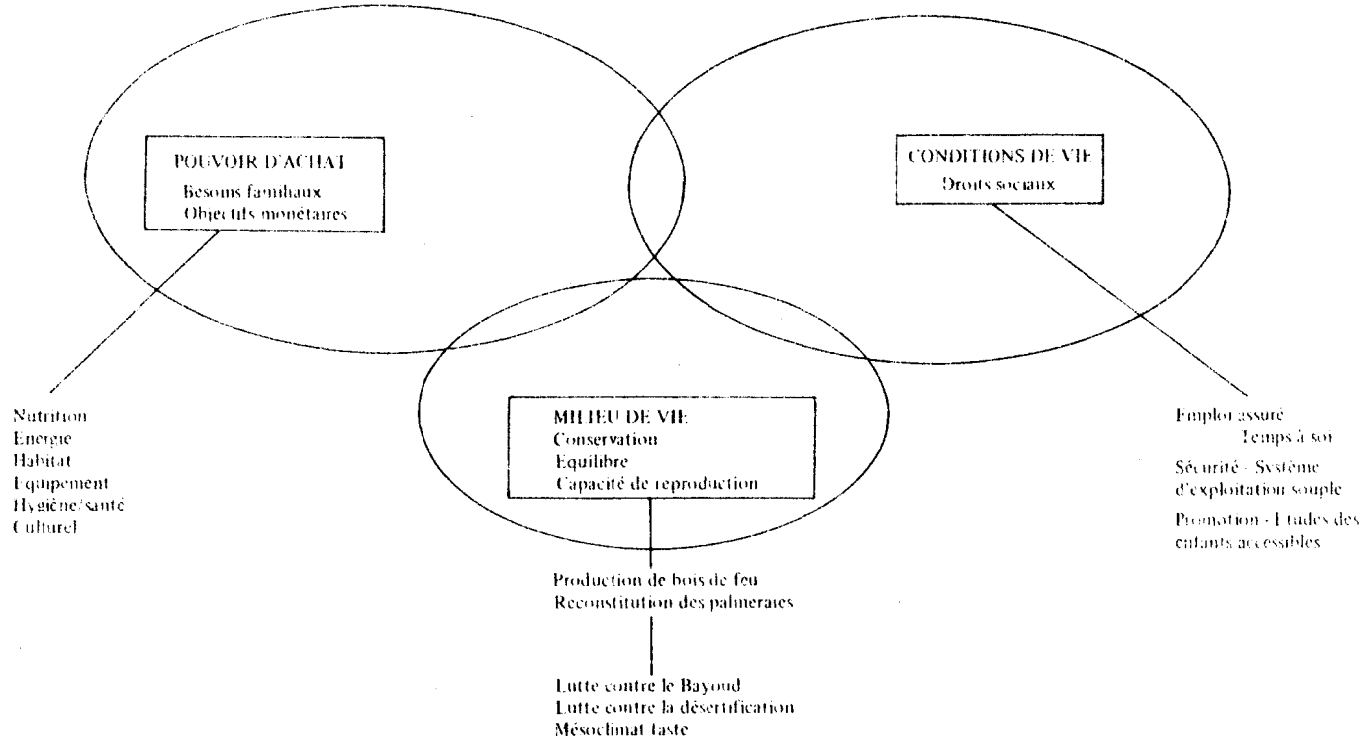 POUVOIR D'ACHAT
Besoins familiaux
Objectifs monétaires
CONDITIONS DE VIE
Droits sociaux
MILIEU DE VIE
Conservation
Equilibre
Capacité de reproduction
Nutrition
Energie
Habitat
Equipement
Hygiène/santé
Culturel
Emploi assuré
Temps à soi
Sécurité - Système
d'exploitation souple
Promotion - Etudes des
enfants accessibles
Production de bois de feu
Reconstitution des palmeraies
Lutte contre le Bayoud
Lutte contre la désertification
Mésoclimat faste